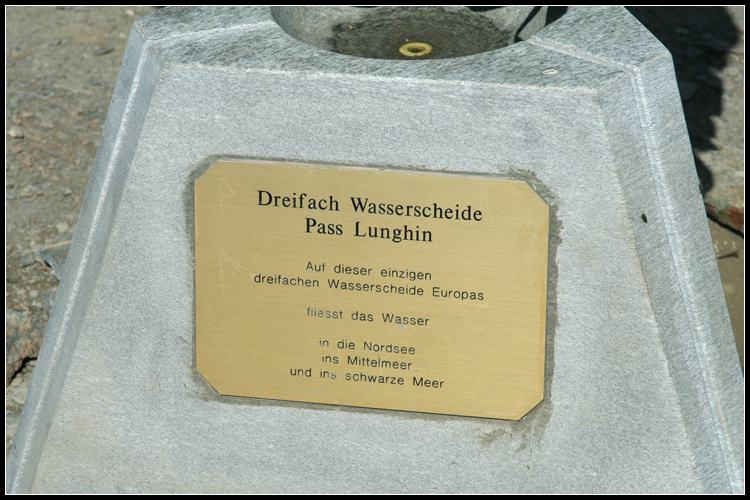 Dreifach Wasserscheide
Pass Lunghin
Auf dieser einzigen
dreifachen Wasserscheide Europas
fliesst das Wasser
in die Nordsee
ins Mittelmeer
und ins schwarze Meer